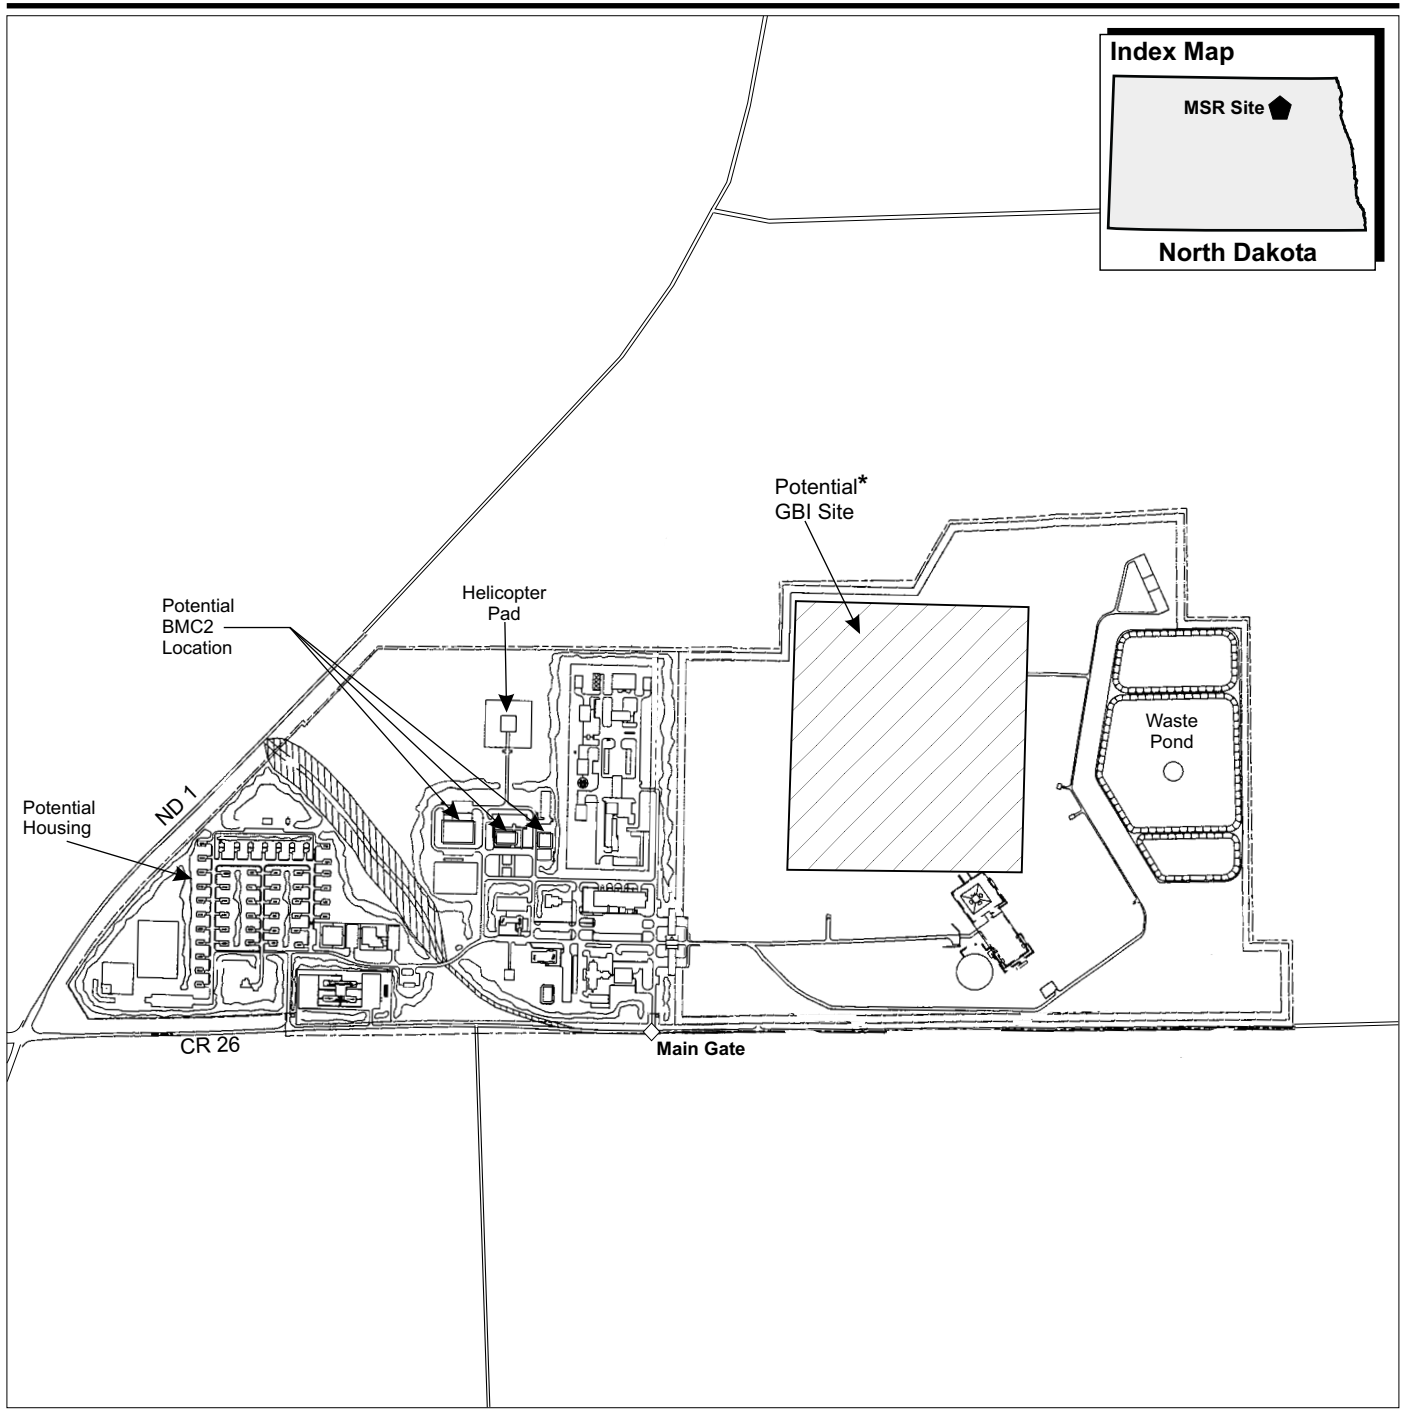 Index Map
MSR Site
North Dakota
Potential*
GBI Site
Helicopter
Pad
Potential
BMC2
Location
Waste
Pond
Potential
Housing
ND 1
CR 26
Main Gate